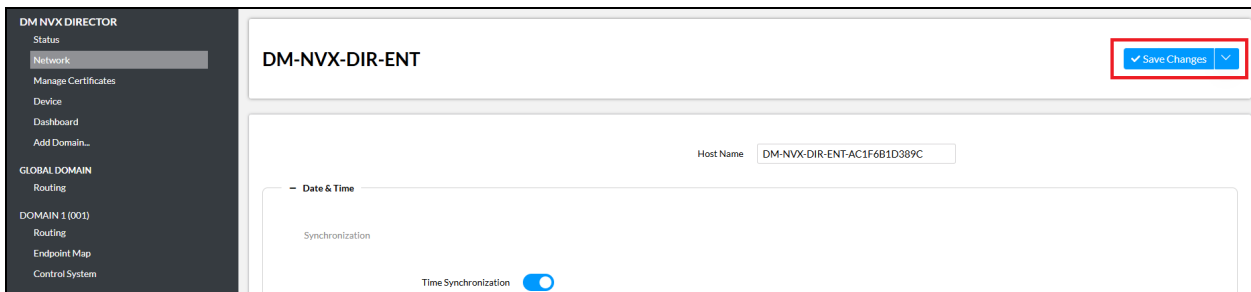 DM NVX DIRECTOR
Status
Network
Manage Certificates
Device
Dashboard
Add Domain...
GLOBAL DOMAIN
Routing
DOMAIN 1 (001)
Routing
Endpoint Map
Control System
DM-NVX-DIR-ENT
Save Changes
Host Name DM-NVX-DIR-ENT-AC1F6B1D389C
Date & Time
Synchronization
Time Synchronization